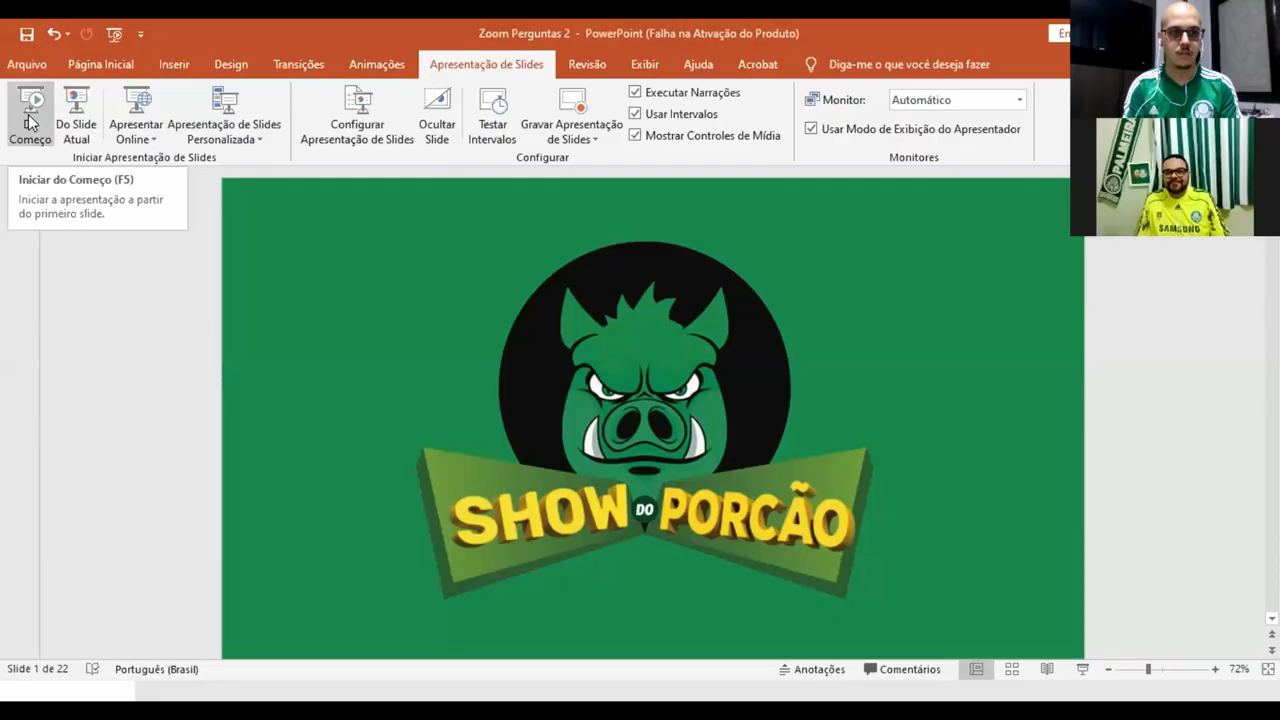 Zoom Perguntas 2 - PowerPoint (Falha na Ativação do Produto)
En
Arquivo
Página Inicial
Inserir
Design
Transições
Animações
Apresentação de Slides
Revisão
Exibir
Ajuda
Acrobat
Diga-me o que você deseja fazer
Do
Começo
Do Slide
Atual
Apresentar
Online
Apresentação de Slides
Personalizada
Iniciar Apresentação de Slides
Configurar
Apresentação de Slides
Ocultar
Slide
Testar
Intervalos
Gravar Apresentação
de Slides
Executar Narrações
Usar Intervalos
Mostrar Controles de Mídia
Configurar
Monitor:
Automático
Usar Modo de Exibição do Apresentador
Monitores
Iniciar do Começo (F5)
Iniciar a apresentação a partir
do primeiro slide.
PALMEIRA
SAMSUNG
SHOW DO PORCÃO
Slide 1 de 22
Português (Brasil)
Anotações
Comentários
72%